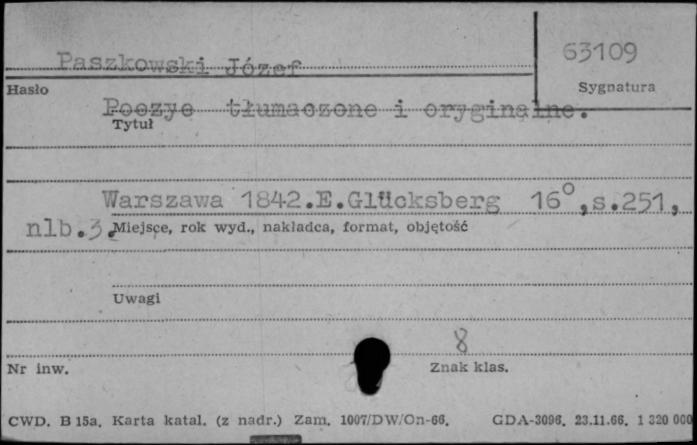 Paszkowski Józef
63109
Hasło
Sygnatura
Poezye tłumaczone i oryginalne.
Tytuł
Warszawa 1842.E.Glücksberg 16°,s.251,
nlb.3.
Miejsce, rok wyd., nakładca, format, objętość
Uwagi
8
Nr inw.
Znak klas.
CWD. B 15a. Karta katal. (z nadr.) Zam. 1007/DW/On-66. GDA-3096. 23.11.66. 1 320 000